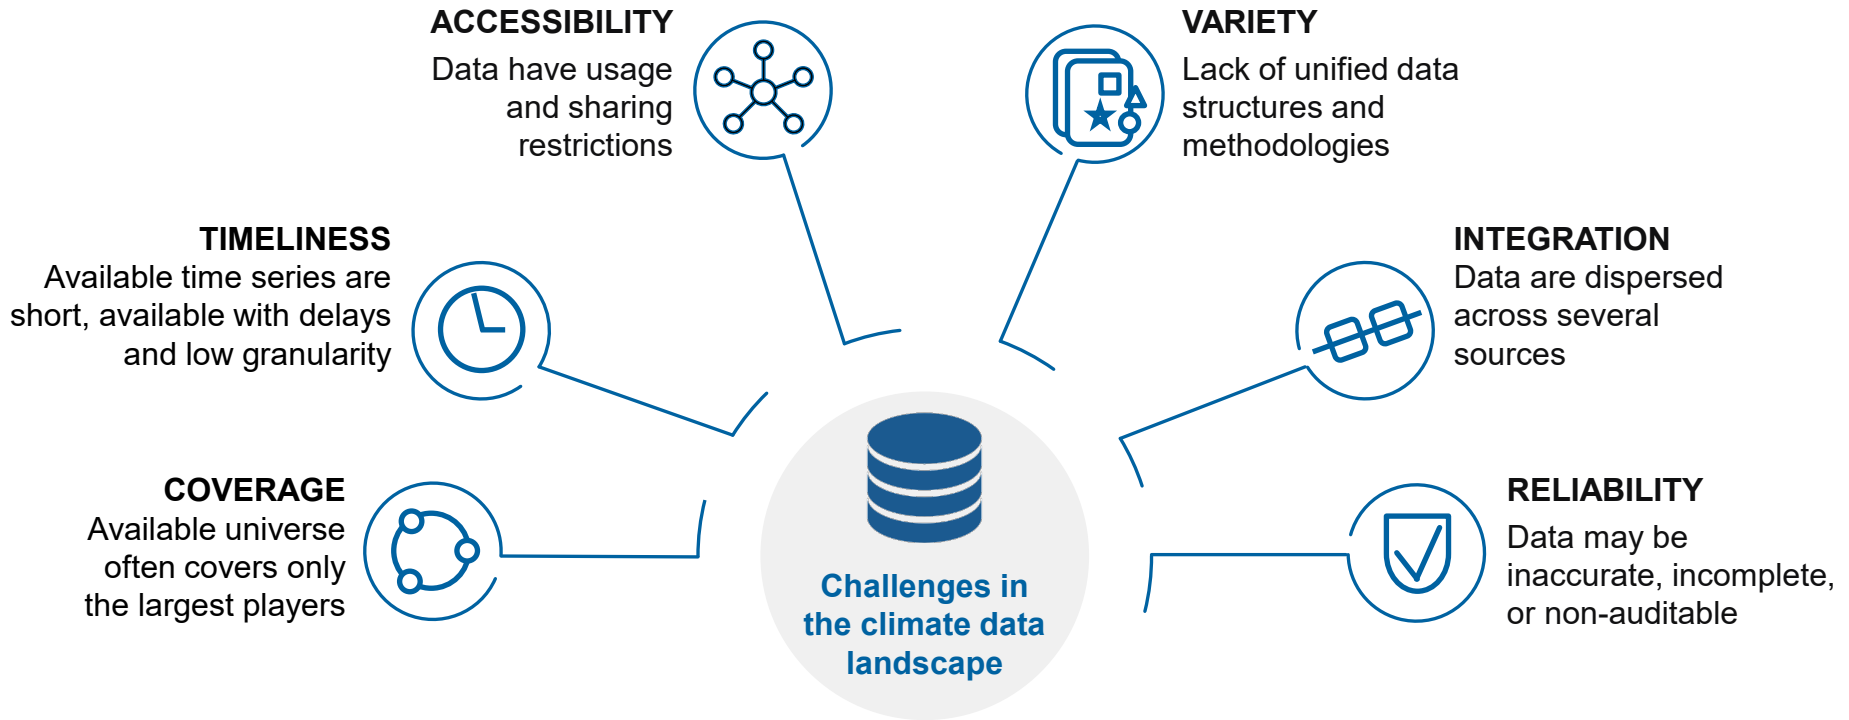 ACCESSIBILITY
Data have usage
and sharing
restrictions
VARIETY
Lack of unified data
structures and
methodologies
TIMELINESS
Available time series are
short, available with delays
and low granularity
INTEGRATION
Data are dispersed
across several
sources
COVERAGE
Available universe
often covers only
the largest players
RELIABILITY
Data may be
inaccurate, incomplete,
or non-auditable
Challenges in
the climate data
landscape